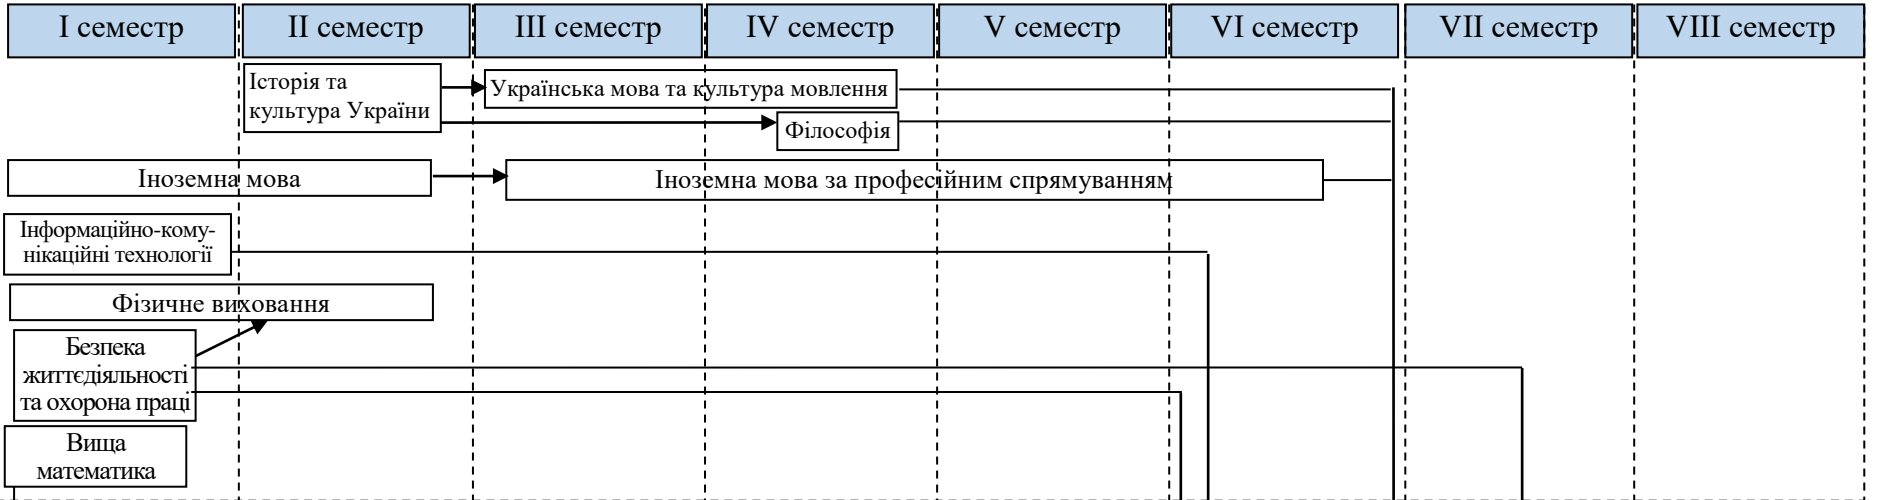 I семестр
II семестр
III семестр
IV семестр
V семестр
VI семестр
VII семестр
VIII семестр
Історія та
культура України
Українська мова та культура мовлення
Філософія
Іноземна мова
Іноземна мова за професійним спрямуванням
Інформаційно-кому-
нікаційні технології
Фізичне виховання
Безпека
життєдіяльності
та охорона праці
Вища
математика